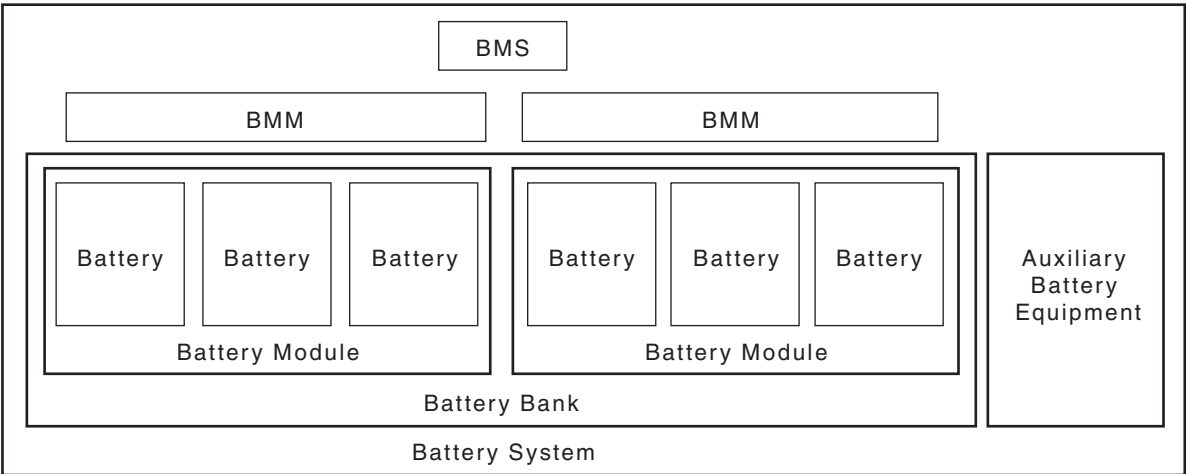 BMS
BMM
BMM
Battery
Battery
Battery
Battery Module
Battery
Battery
Battery
Battery Module
Battery Bank
Auxiliary
Battery
Equipment
Battery System